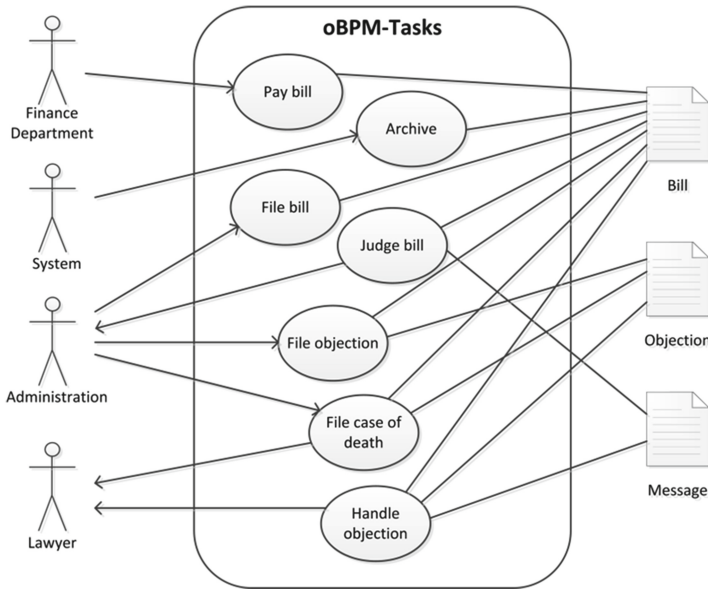 oBPM-Tasks
Finance
Department
System
Administration
Lawyer
Pay bill
Archive
File bill
Judge bill
File objection
File case of
death
Handle
objection
Bill
Objection
Message